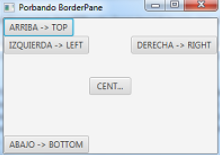 Porbando BorderPane
ARRIBA -> TOP
IZQUIERDA -> LEFT
DERECHA -> RIGHT
CENT...
ABAJO -> BOTTOM